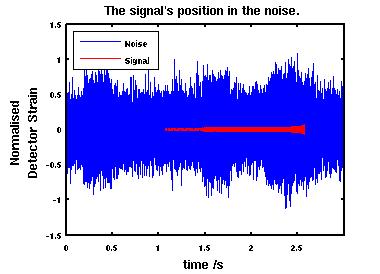 The signal's position in the noise.
Normalised
Detector Strain
1.5
1
0.5
0
-0.5
-1
-1.5
Noise
Signal
0
0.5
1
1.5
2
2.5
time /s